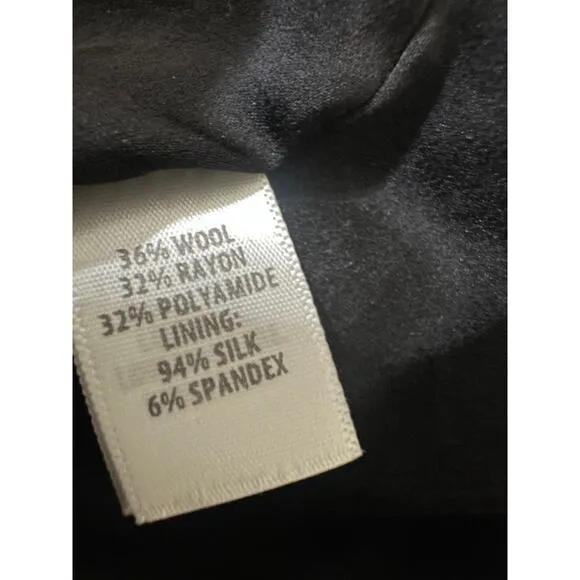 36% WOOL
32% RAYON
32% POLYAMIDE
LINING:
94% SILK
6% SPANDEX